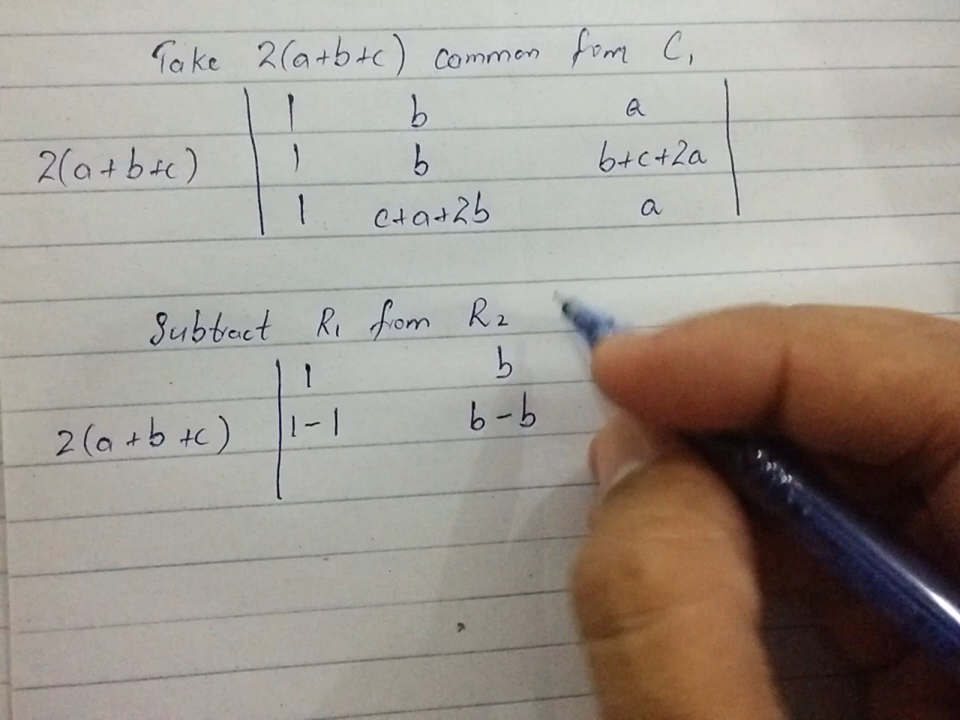 Take 2(a+b+c) common from C₁
1 b a
2(a+b+c) 1 b b+c+2a
1 c+a+2b a
Subtract R₁ from R₂
1 b
2(a+b+c) 1-1 b-b